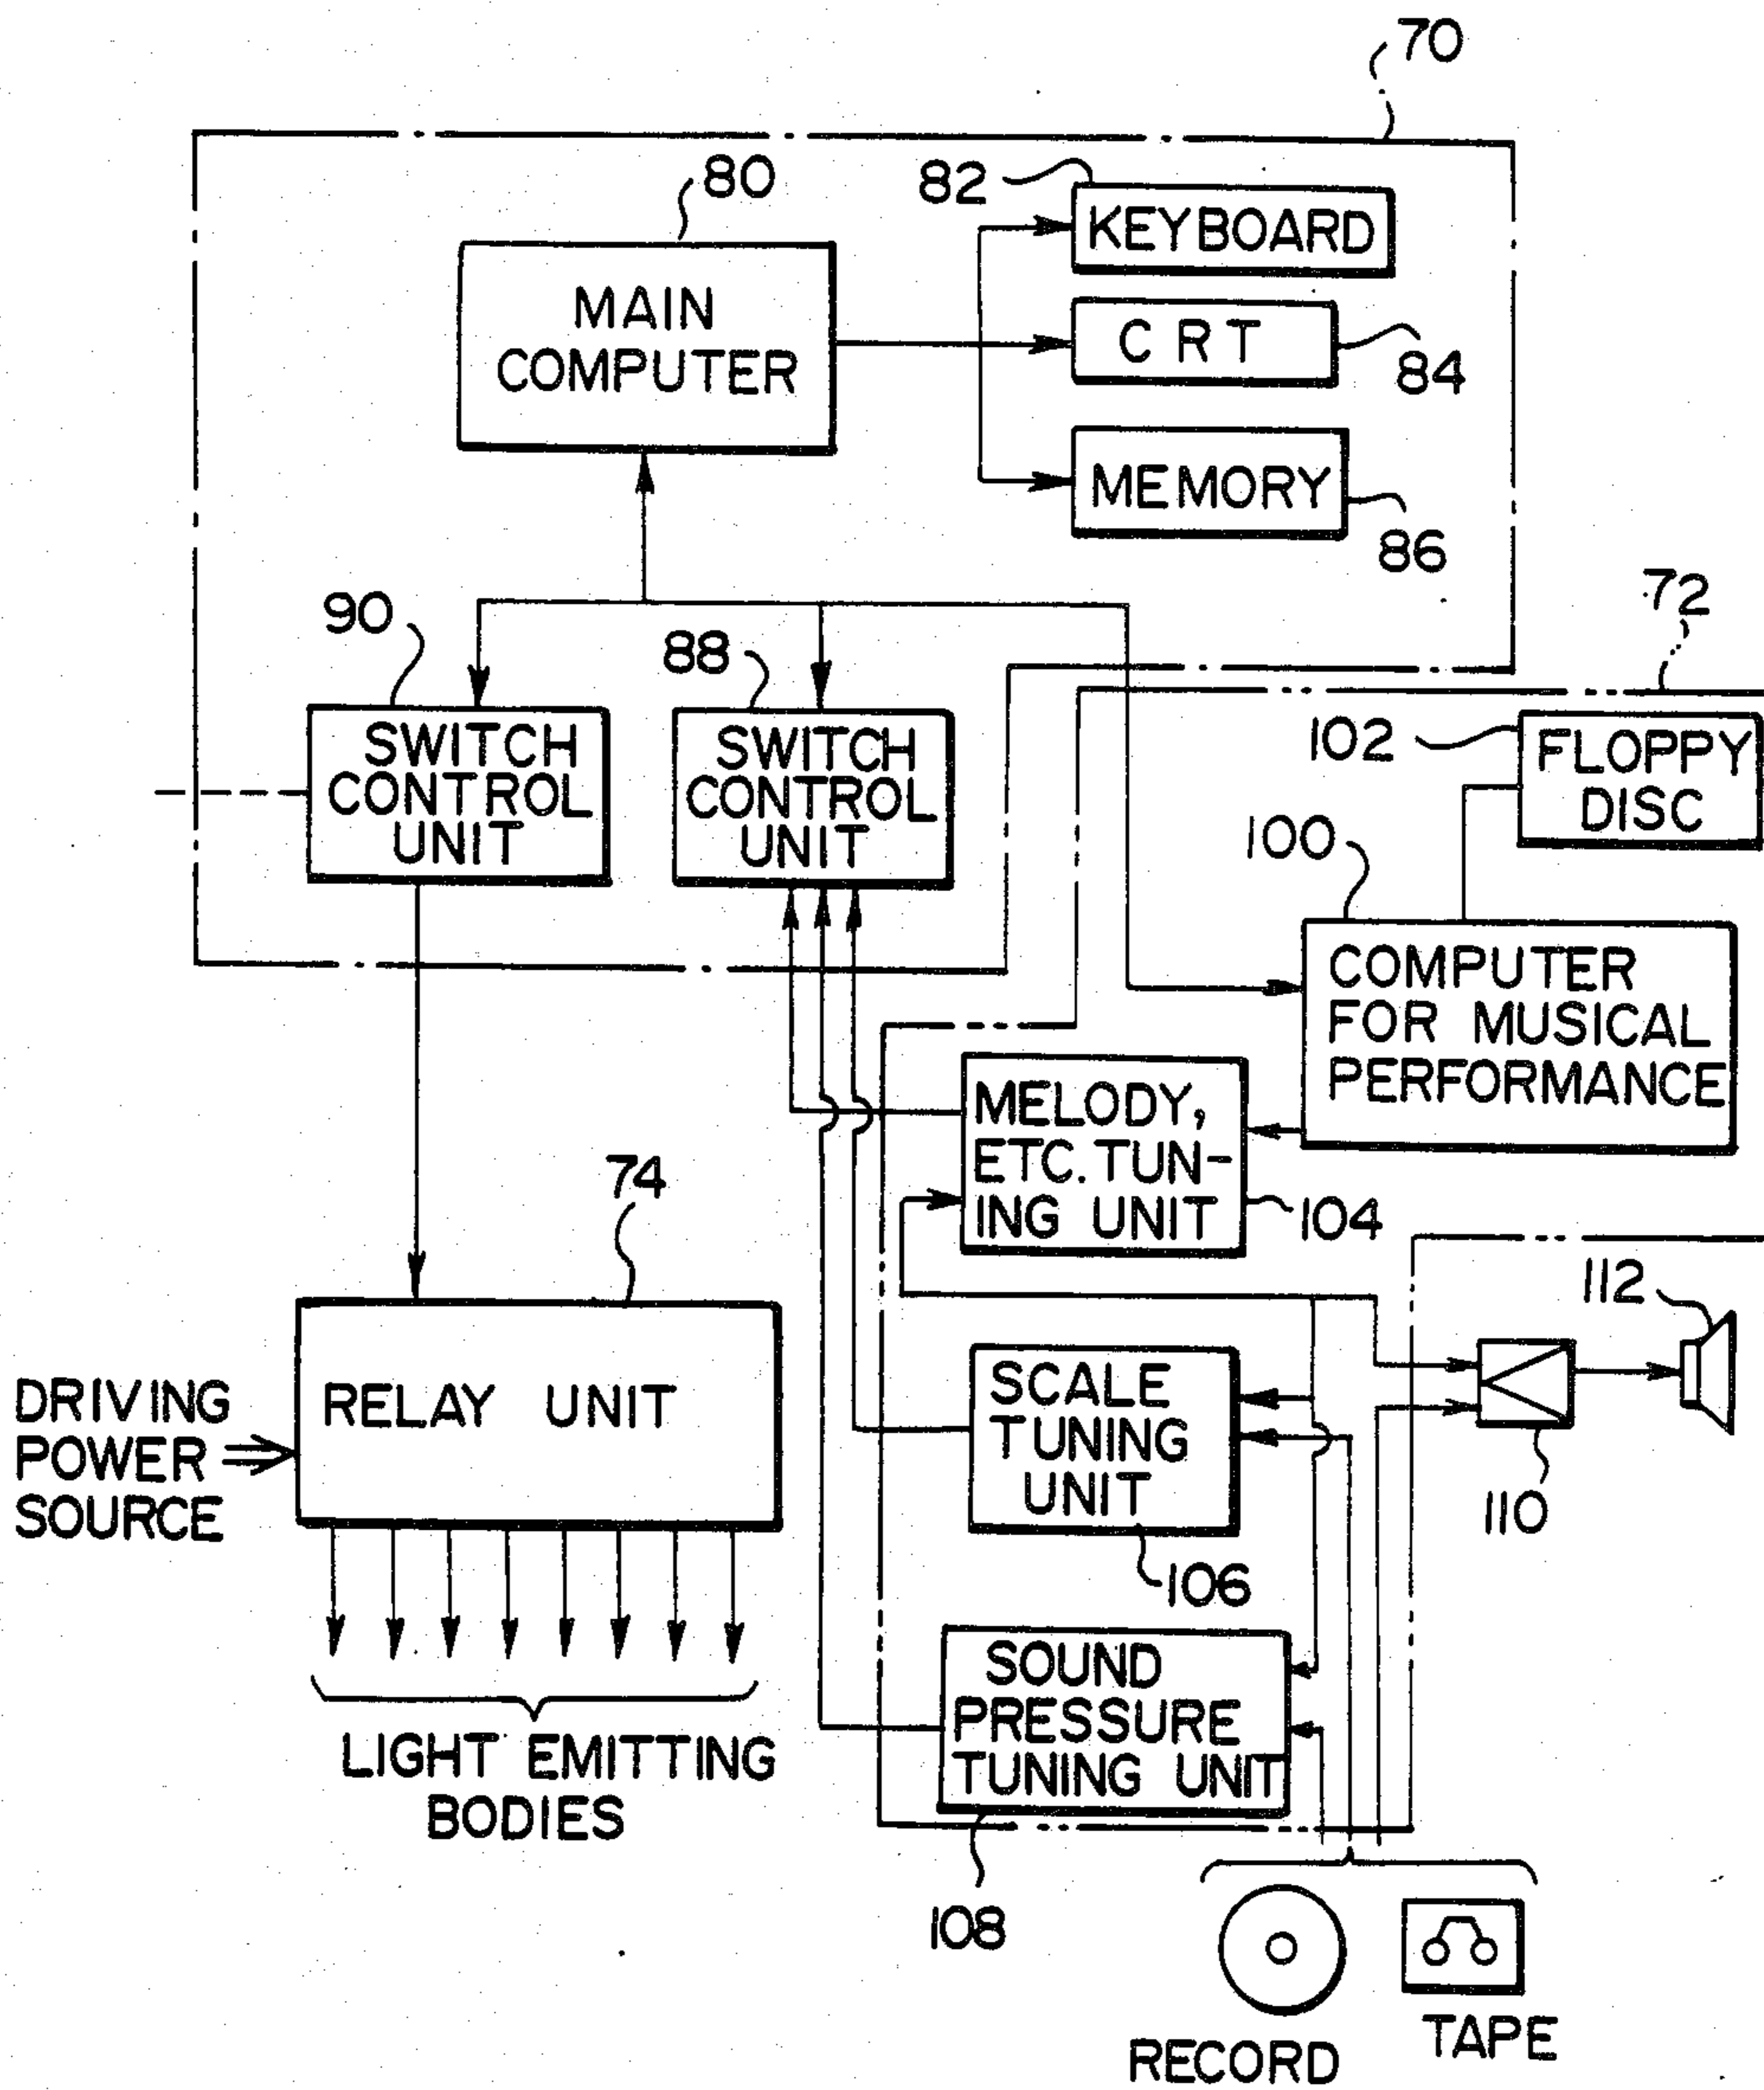 70
80
82
KEYBOARD
MAIN
COMPUTER
C R T
84
MEMORY
86
72
90
88
SWITCH
CONTROL
UNIT
SWITCH
CONTROL
UNIT
102
FLOPPY
DISC
100
COMPUTER
FOR MUSICAL
PERFORMANCE
MELODY,
ETC. TUN-
ING UNIT
104
74
112
RELAY UNIT
DRIVING
POWER
SOURCE
SCALE
TUNING
UNIT
110
106
SOUND
PRESSURE
TUNING UNIT
LIGHT EMITTING
BODIES
108
RECORD
TAPE